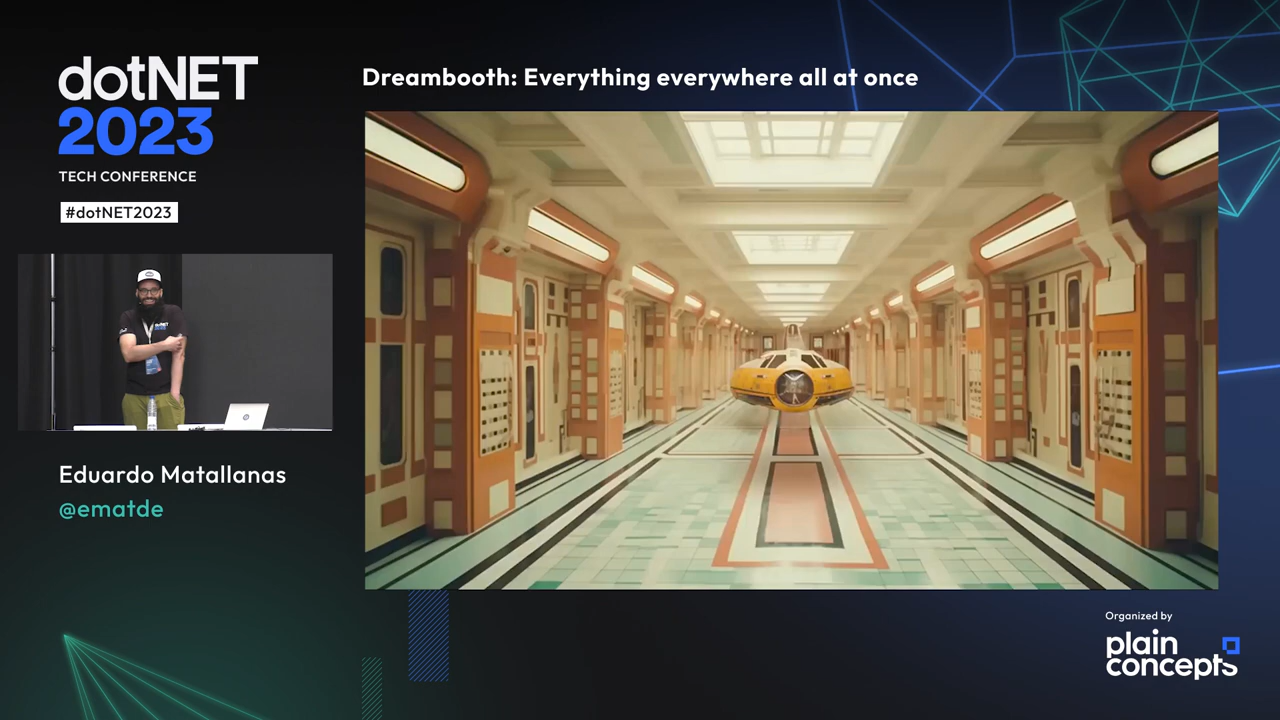 dotNET
2023
TECH CONFERENCE
#dotNET2023
Dreambooth: Everything everywhere all at once
Eduardo Matallanas
@ematde
Organized by
plain
concepts